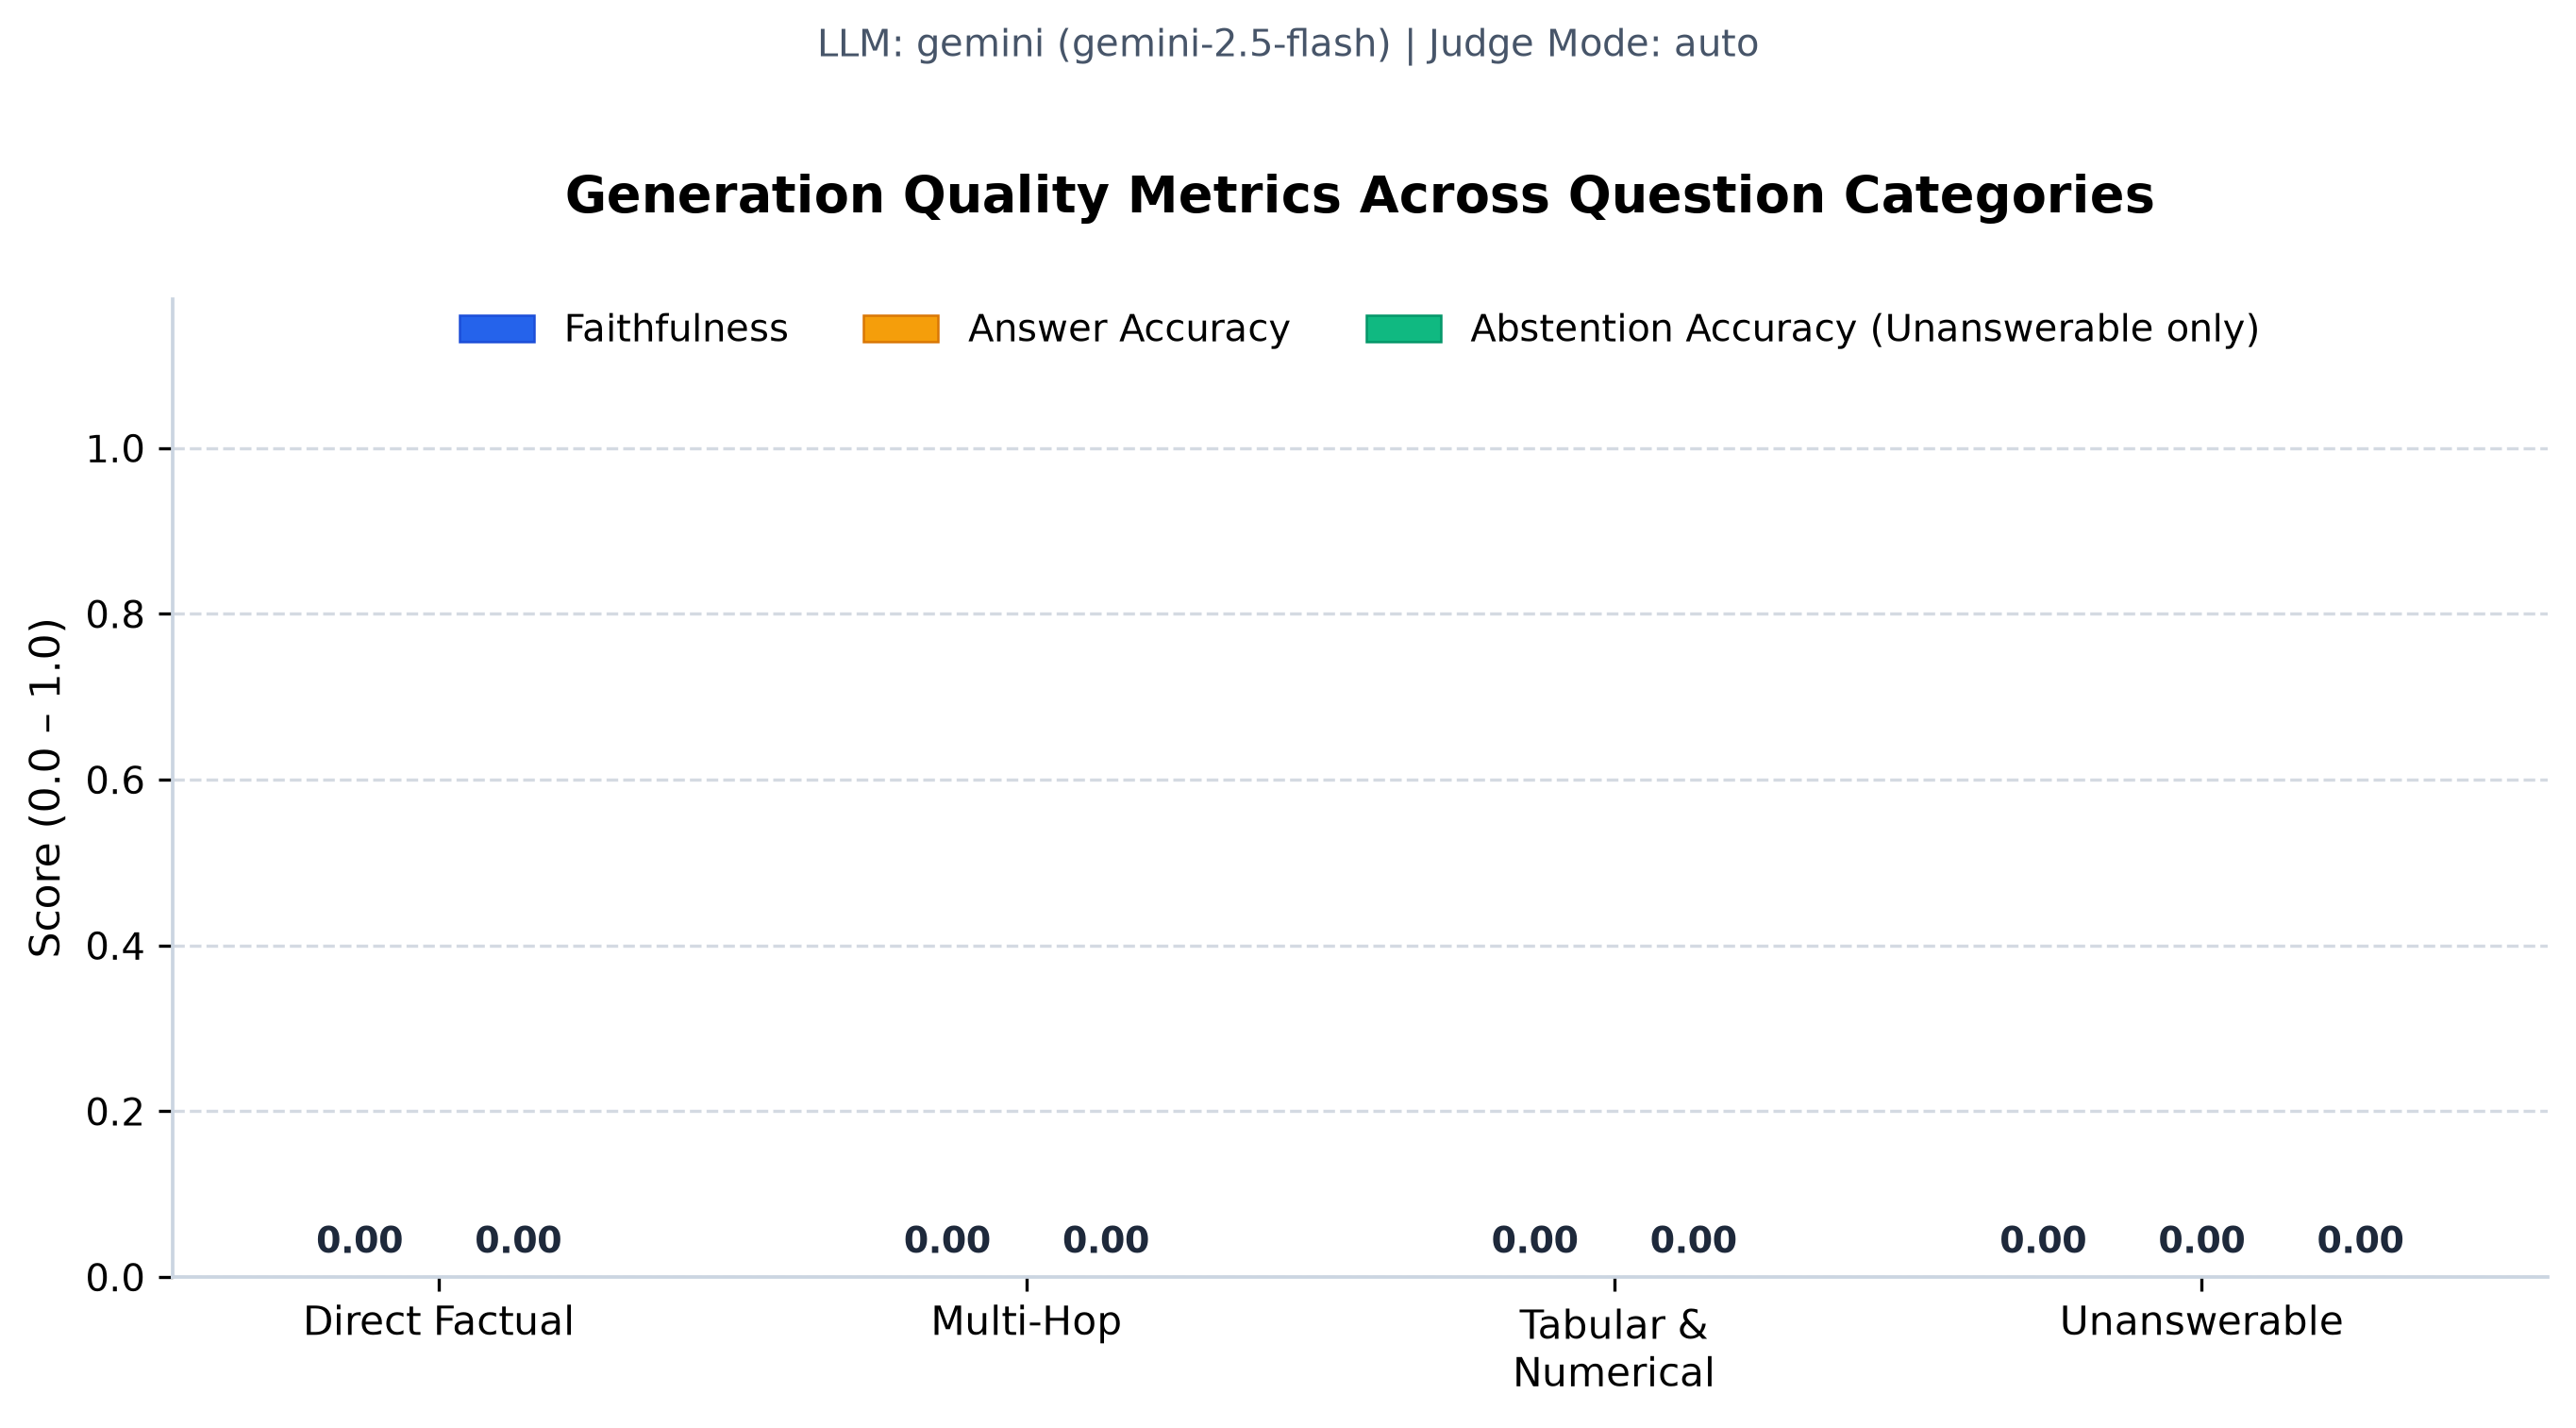 LLM: gemini (gemini-2.5-flash) | Judge Mode: auto
Generation Quality Metrics Across Question Categories
Faithfulness
Answer Accuracy
Abstention Accuracy (Unanswerable only)
Score (0.0 – 1.0)
1.0
0.8
0.6
0.4
0.2
0.0
0.00 0.00 0.00 0.00 0.00 0.00 0.00 0.00 0.00
Direct Factual
Multi-Hop
Tabular &
Numerical
Unanswerable